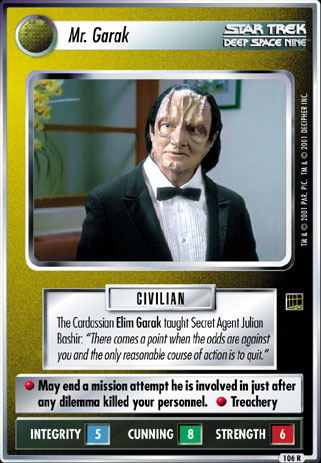 Mr. Garak
STAR TREK
DEEP SPACE NINE
TM & © 2001 PAR. PIC. TM & © 2001 DECIPHER INC.
CIVILIAN
The Cardassian Elim Garak taught Secret Agent Julian
Bashir: "There comes a point when the odds are against
you and the only reasonable course of action is to quit."
May end a mission attempt he is involved in just after
any dilemma killed your personnel. Treachery
INTEGRITY 5 CUNNING 8 STRENGTH 6
106 R